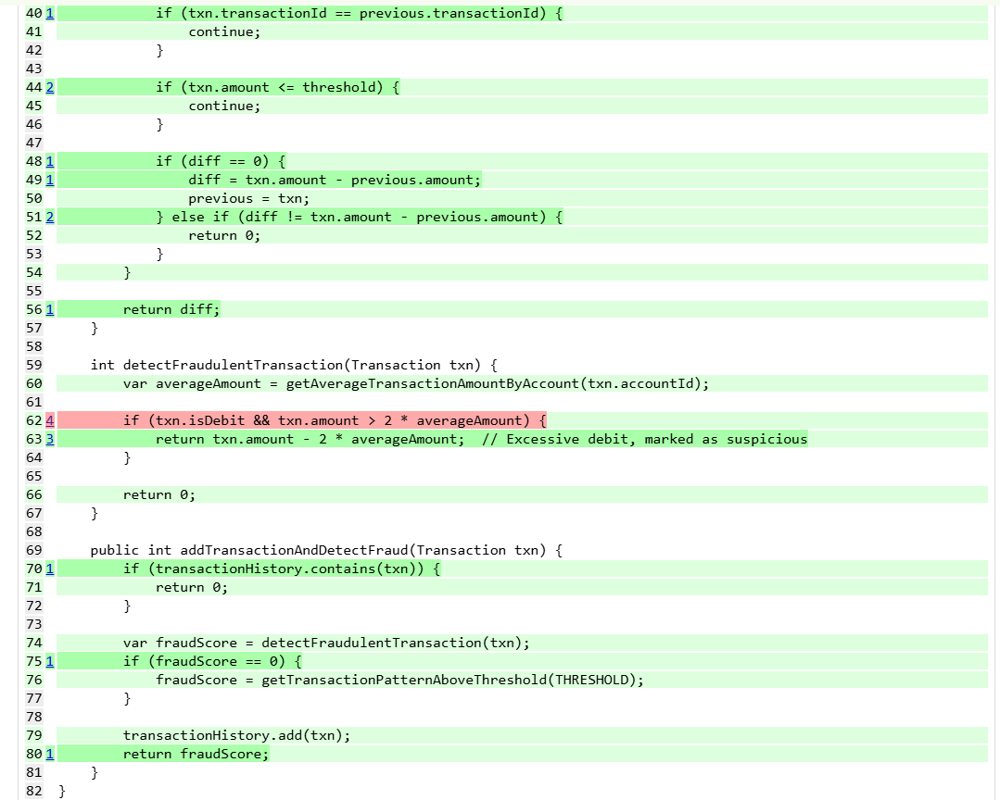 40 1 if (txn.transactionId == previous.transactionId) {
41 continue;
42 }
43
44 2 if (txn.amount <= threshold) {
45 continue;
46 }
47
48 1 if (diff == 0) {
49 1 diff = txn.amount - previous.amount;
50 previous = txn;
51 2 } else if (diff != txn.amount - previous.amount) {
52 return 0;
53 }
54 }
55
56 1 return diff;
57 }
58
59 int detectFraudulentTransaction(Transaction txn) {
60 var averageAmount = getAverageTransactionAmountByAccount(txn.accountId);
61
62 4 if (txn.isDebit && txn.amount > 2 * averageAmount) {
63 3 return txn.amount - 2 * averageAmount; // Excessive debit, marked as suspicious
64 }
65
66 return 0;
67 }
68
69 public int addTransactionAndDetectFraud(Transaction txn) {
70 1 if (transactionHistory.contains(txn)) {
71 return 0;
72 }
73
74 var fraudScore = detectFraudulentTransaction(txn);
75 1 if (fraudScore == 0) {
76 fraudScore = getTransactionPatternAboveThreshold(THRESHOLD);
77 }
78
79 transactionHistory.add(txn);
80 1 return fraudScore;
81 }
82 }